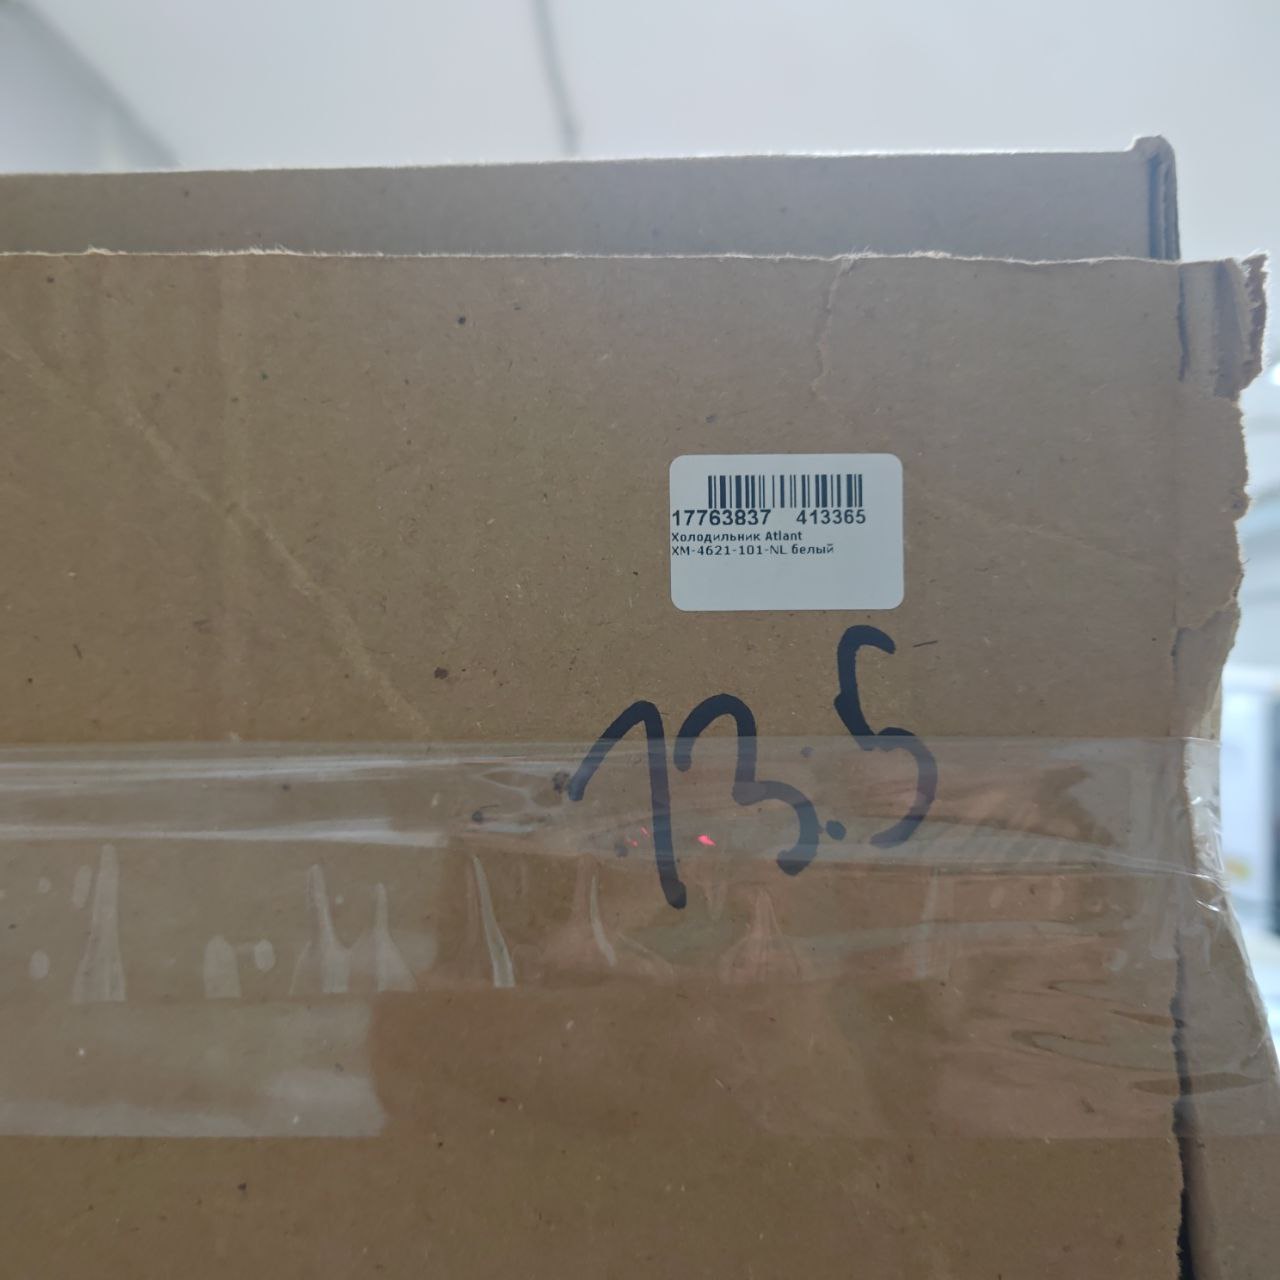 17763837 413365
Холодильник Atlant
XM-4621-101-NL белый
13.5